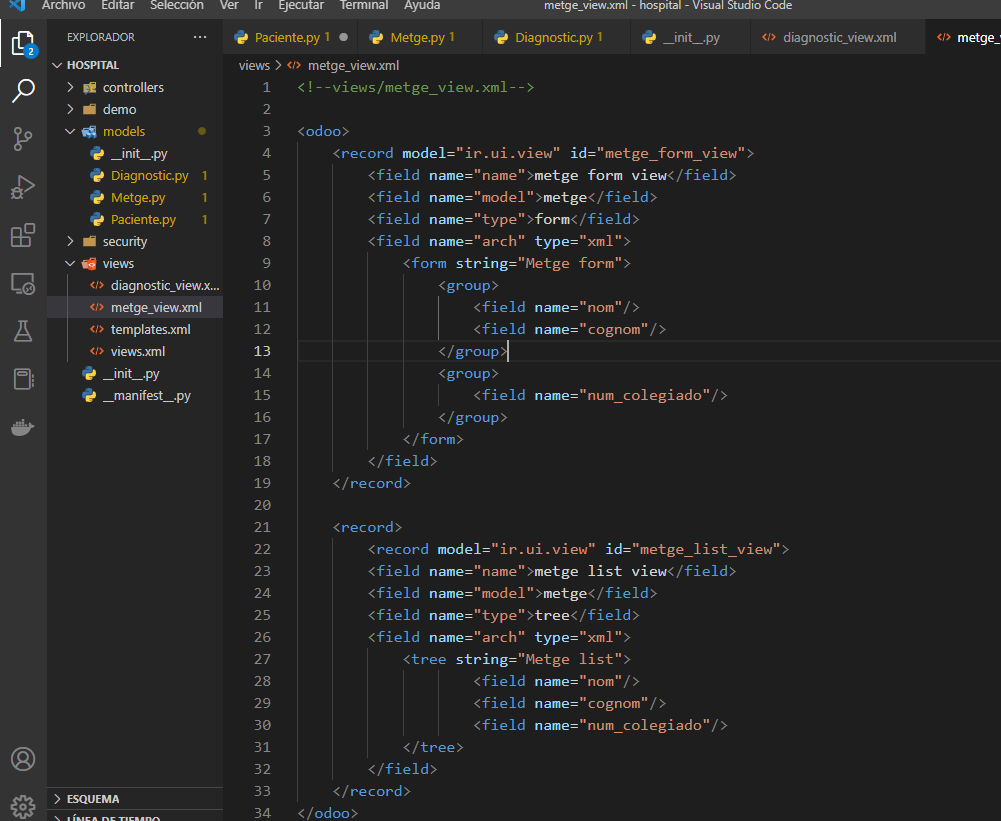 Archivo Editar Selección Ver Ir Ejecutar Terminal Ayuda metge_view.xml - hospital - Visual Studio Code
EXPLORADOR ...
2
HOSPITAL
controllers
demo
models
__init__.py
Diagnostic.py 1
Metge.py 1
Paciente.py 1
security
views
diagnostic_view.x...
metge_view.xml
templates.xml
views.xml
__init__.py
__manifest__.py
ESQUEMA
LÍNEA DE TIEMPO
Paciente.py 1 Metge.py 1 Diagnostic.py 1 __init__.py diagnostic_view.xml metge_
views > metge_view.xml
1 <!--views/metge_view.xml-->
2
3 <odoo>
4 <record model="ir.ui.view" id="metge_form_view">
5 <field name="name">metge form view</field>
6 <field name="model">metge</field>
7 <field name="type">form</field>
8 <field name="arch" type="xml">
9 <form string="Metge form">
10 <group>
11 <field name="nom"/>
12 <field name="cognom"/>
13 </group>
14 <group>
15 <field name="num_colegiado"/>
16 </group>
17 </form>
18 </field>
19 </record>
20
21 <record>
22 <record model="ir.ui.view" id="metge_list_view">
23 <field name="name">metge list view</field>
24 <field name="model">metge</field>
25 <field name="type">tree</field>
26 <field name="arch" type="xml">
27 <tree string="Metge list">
28 <field name="nom"/>
29 <field name="cognom"/>
30 <field name="num_colegiado"/>
31 </tree>
32 </field>
33 </record>
34 </odoo>